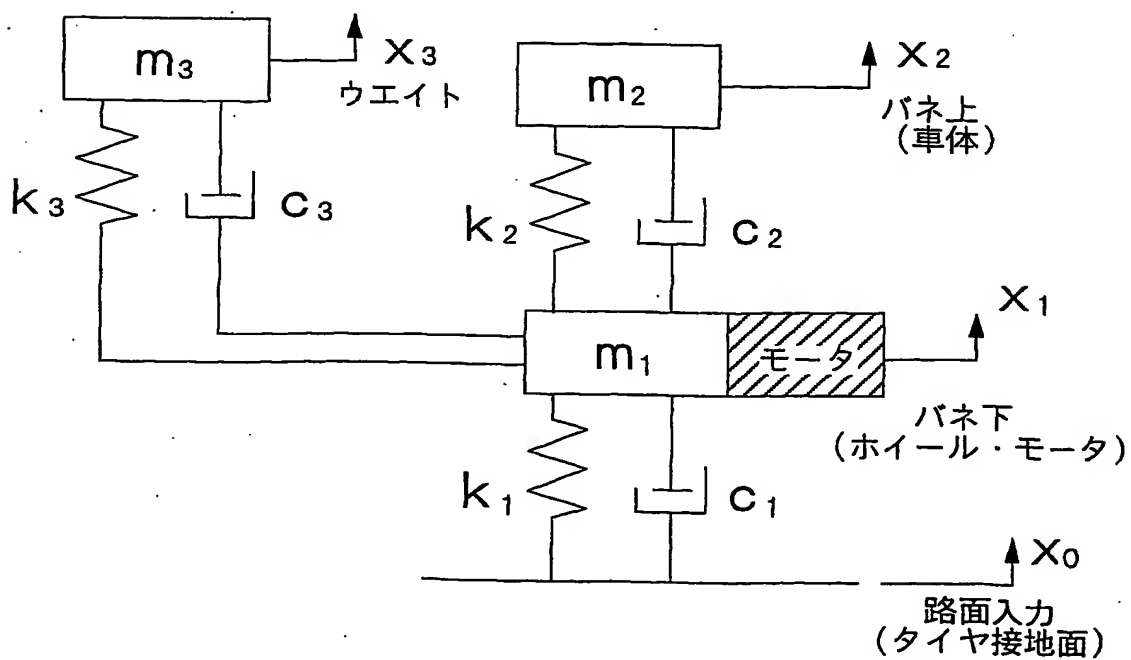 m₃
x₃
ウエイト
k₃
c₃
m₂
x₂
バネ上
(車体)
k₂
c₂
m₁
モータ
x₁
バネ下
(ホイール・モータ)
k₁
c₁
x₀
路面入力
(タイヤ接地面)